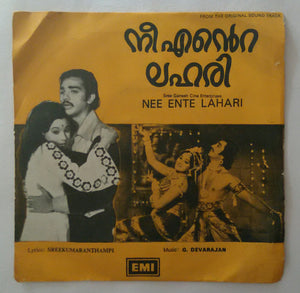 FROM THE ORIGINAL SOUND TRACK
നീ എന്റെ
ലഹരി
Sree Ganesh Cine Enterprises
NEE ENTE LAHARI
Lyrics: SREEKUMARANTHAMPI
Music: G. DEVARAJAN
EMI